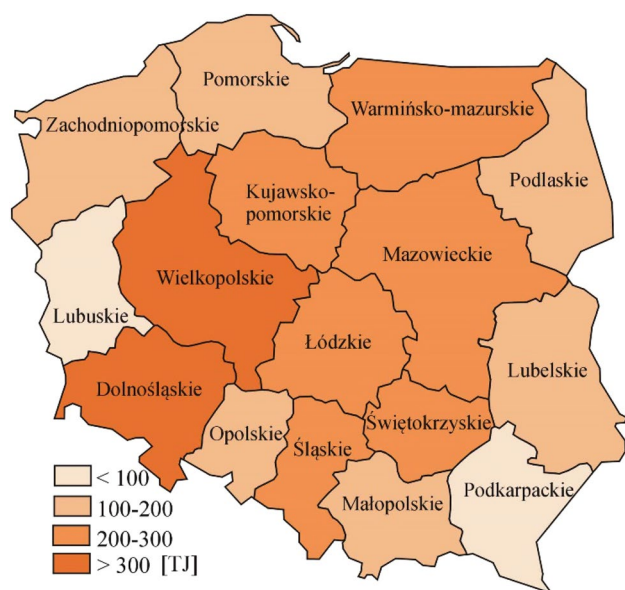 Pomorskie
Warmińsko-mazurskie
Zachodniopomorskie
Podlaskie
Kujawsko-
pomorskie
Mazowieckie
Wielkopolskie
Lubuskie
Łódzkie
Lubelskie
Dolnośląskie
Opolskie
Śląskie
Świętokrzyskie
Małopolskie
Podkarpackie
< 100
100-200
200-300
> 300 [TJ]